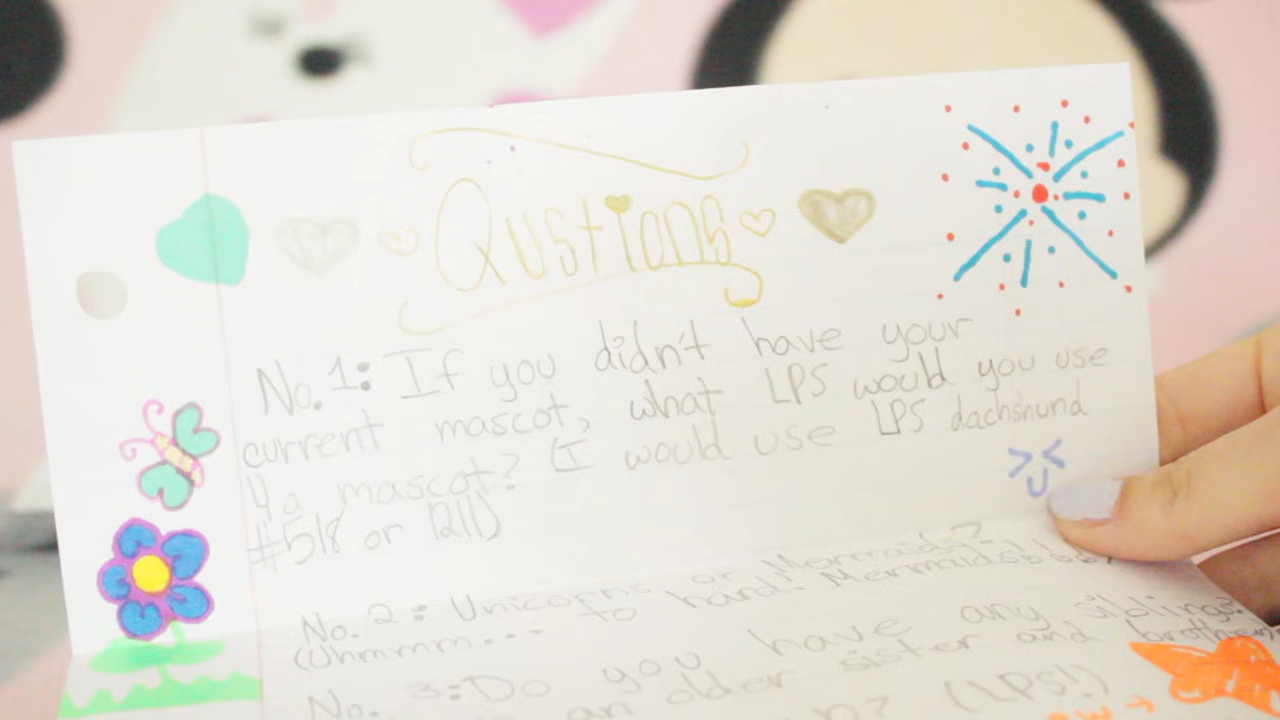 Qustions
No. 1: If you didn't have your
current mascot, what LPS would you use
4 a mascot? (I would use LPS dachshund
#518 or 1211)
>U<
No. 2: Unicorns or Mermaids?
(Uhmmm... to hard. Mermaids
No. 3: Do you have any siblings
an older sister and brother
(LPS!)